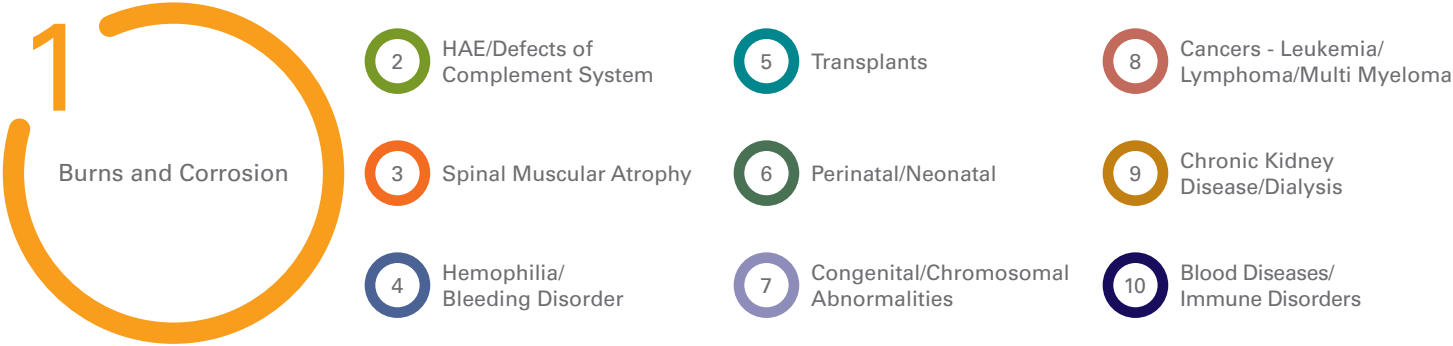 1
Burns and Corrosion
2
HAE/Defects of
Complement System
3
Spinal Muscular Atrophy
4
Hemophilia/
Bleeding Disorder
5
Transplants
6
Perinatal/Neonatal
7
Congenital/Chromosomal
Abnormalities
8
Cancers - Leukemia/
Lymphoma/Multi Myeloma
9
Chronic Kidney
Disease/Dialysis
10
Blood Diseases/
Immune Disorders